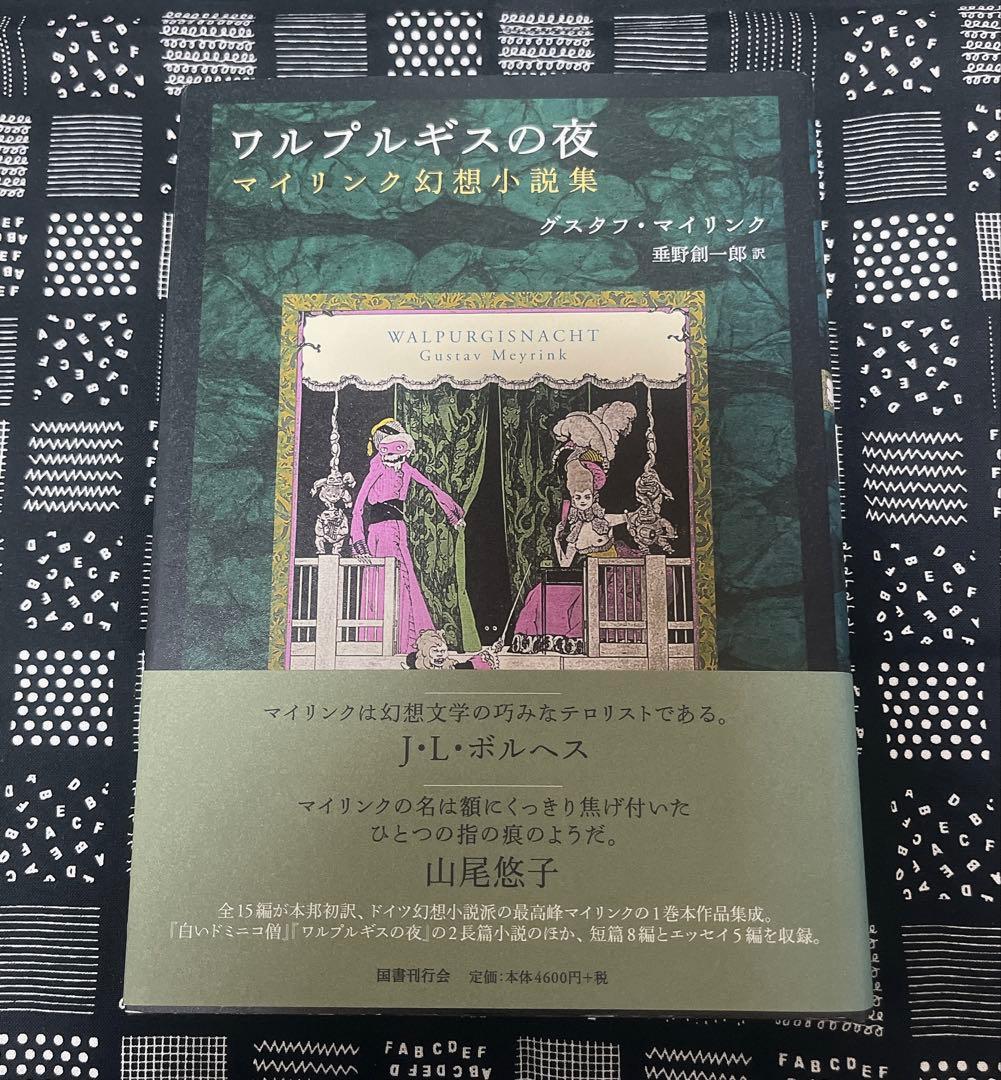 ワルプルギスの夜
マイリンク幻想小説集
グスタフ・マイリンク
垂野創一郎 訳
WALPURGISNACHT
Gustav Meyrink
マイリンクは幻想文学の巧みなテロリストである。
J・L・ボルヘス
マイリンクの名は額にくっきり焦げ付いた
ひとつの指の痕のようだ。
山尾悠子
全15編が本邦初訳、ドイツ幻想小説派の最高峰マイリンクの1巻本作品集成。
『白いドミニコ僧』『ワルプルギスの夜』の2長篇小説のほか、短篇8編とエッセイ5編を収録。
国書刊行会 定価：本体4600円+税
FABCDEF